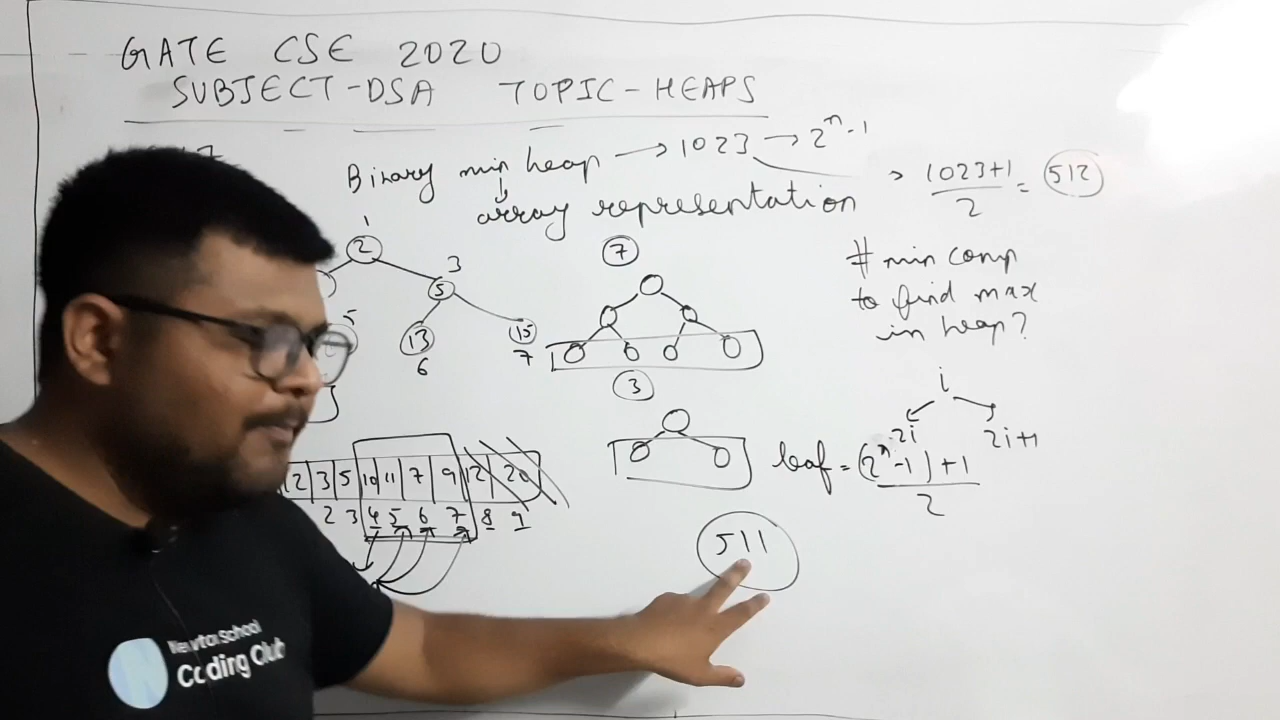 GATE CSE 2020
SUBJECT-DSA TOPIC-HEAPS
Binary min heap → 1023 → 2^n-1
array representation
→ 1023+1 / 2 = 512
# min comp
to find max
in heap?
1
2
3
5
5
13
6
15
7
7
3
i
2i 2i+1
leaf = (2^n-1)+1 / 2
2 3 5 10 11 7 9 12 20
2 3 4 5 6 7 8 9
511
Newton School
Coding Club